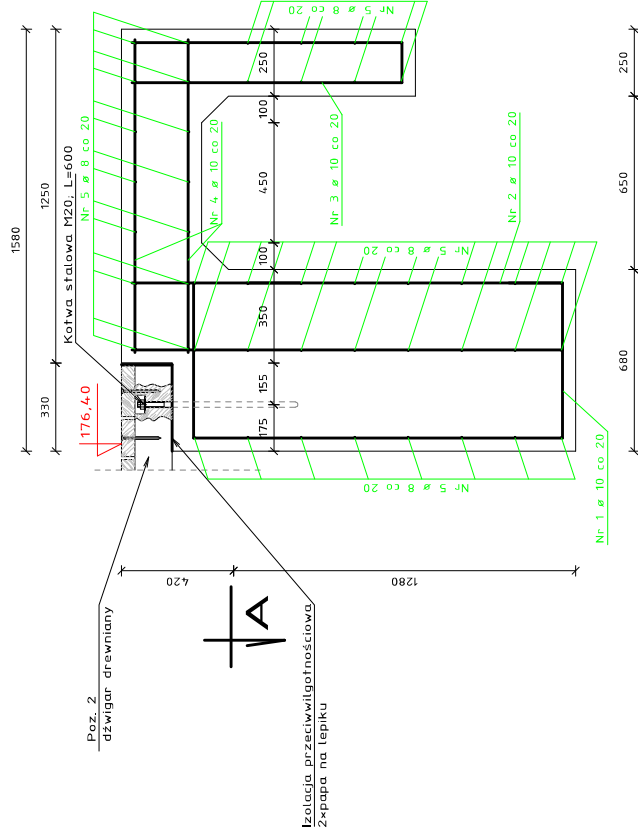 1580
330
1250
Kotwa stalowa M20, L=600
Nr 5 ø 8 co 20
176,40
Nr 5 ø 8 co 20
Nr 4 ø 10 co 20
Nr 3 ø 10 co 20
Nr 2 ø 10 co 20
Nr 5 ø 8 co 20
Nr 5 ø 8 co 20
Nr 1 ø 10 co 20
175
155
350
100
450
100
250
680
650
250
420
1280
A
Poz. 2
dźwigar drewniany
Izolacja przeciwwilgotnościowa
2×papa na lepiku